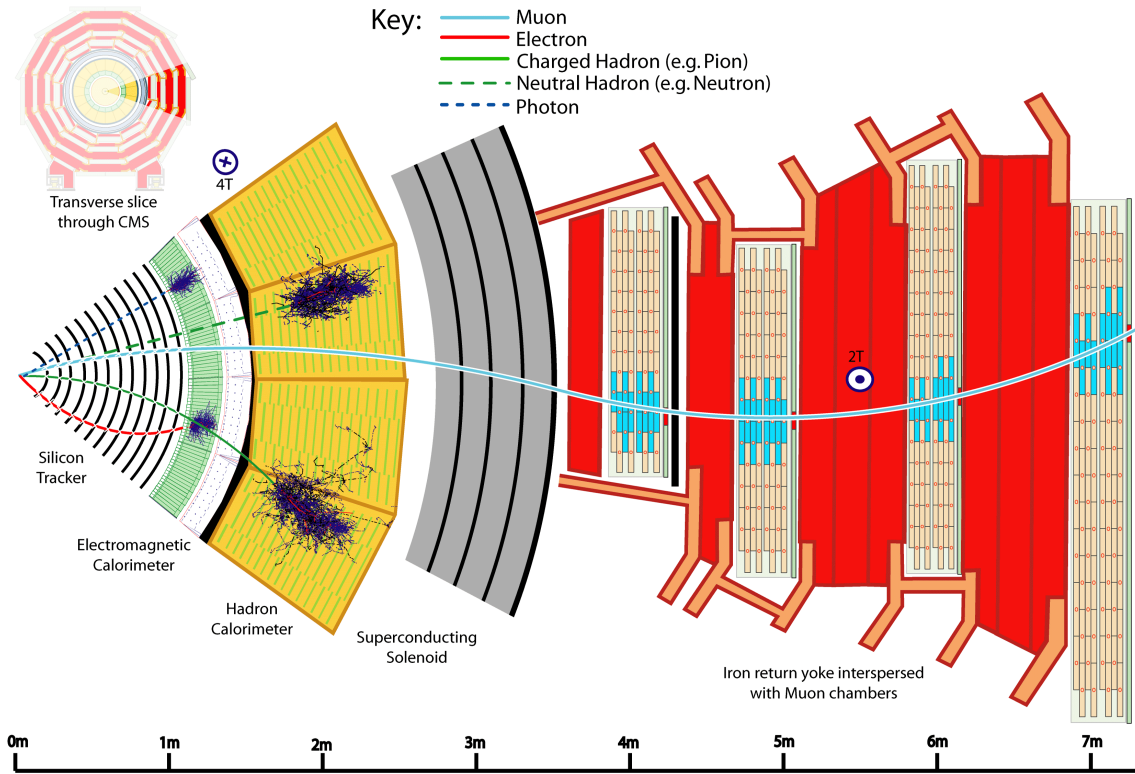 Key:
Muon
Electron
Charged Hadron (e.g. Pion)
Neutral Hadron (e.g. Neutron)
Photon
4T
Transverse slice
through CMS
2T
Silicon
Tracker
Electromagnetic
Calorimeter
Hadron
Calorimeter
Superconducting
Solenoid
Iron return yoke interspersed
with Muon chambers
0m 1m 2m 3m 4m 5m 6m 7m